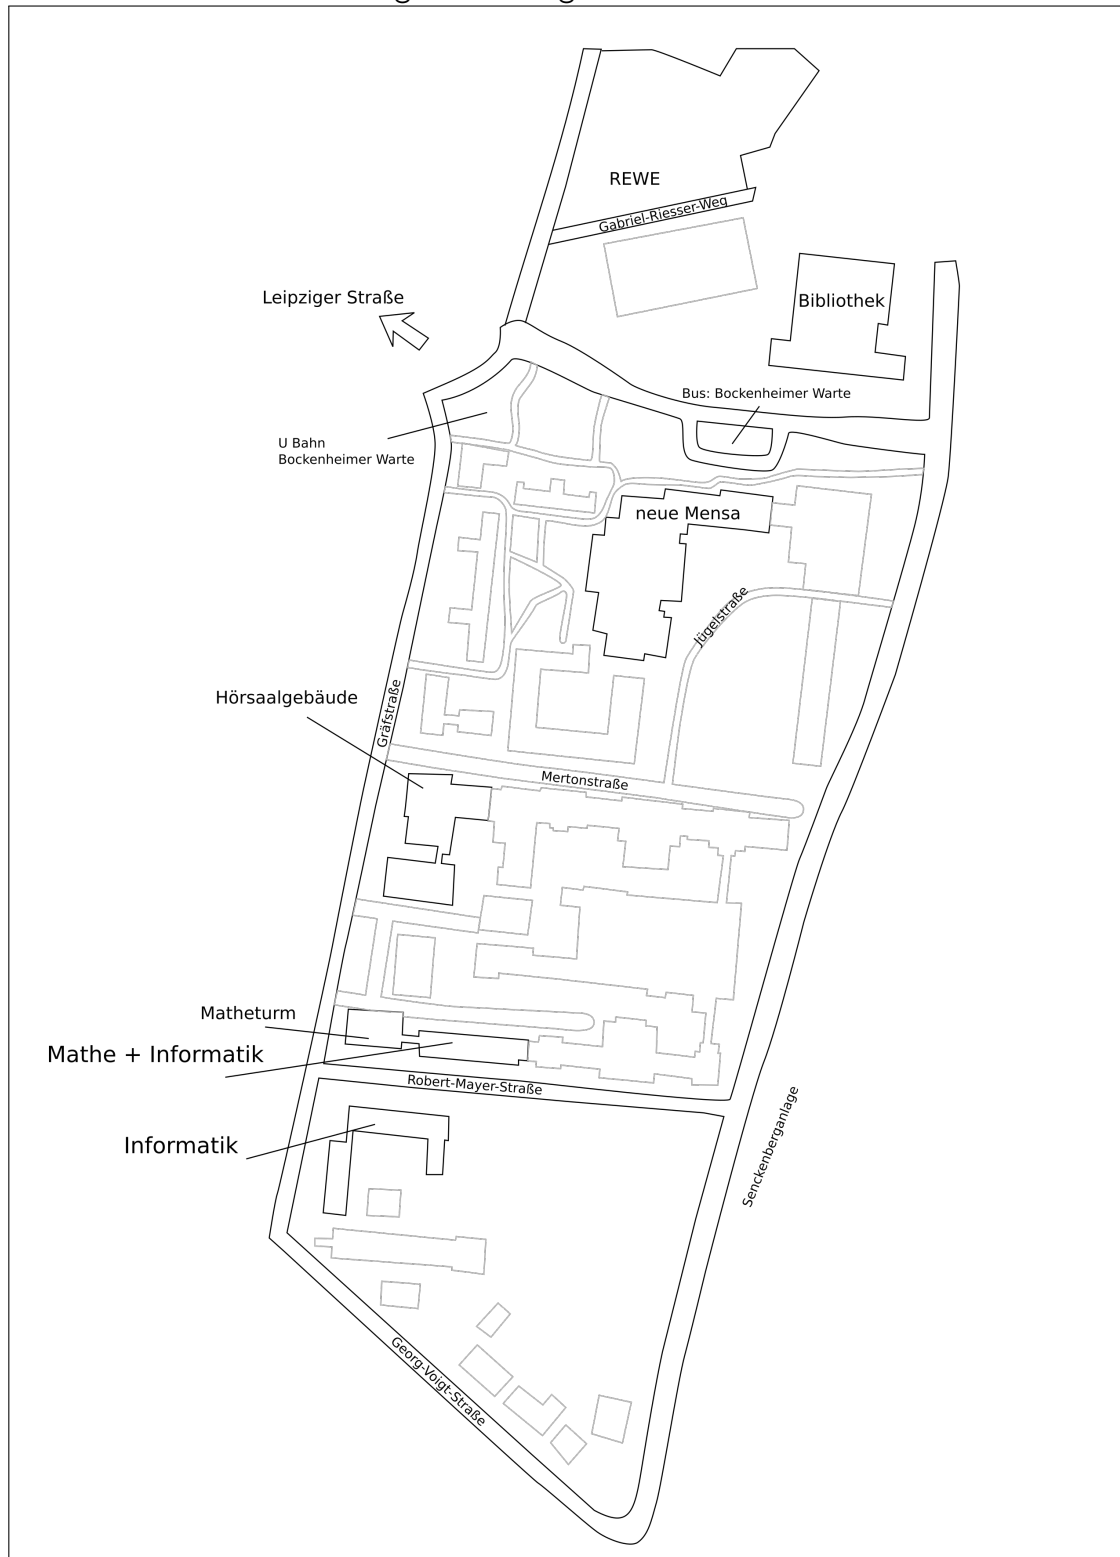 REWE
Gabriel-Riesser-Weg
Leipziger Straße
Bibliothek
Bus: Bockenheimer Warte
U Bahn
Bockenheimer Warte
neue Mensa
Jügelstraße
Hörsaalgebäude
Gräfstraße
Mertonstraße
Matheturm
Mathe + Informatik
Robert-Mayer-Straße
Senckenberganlage
Informatik
Georg-Voigt-Straße